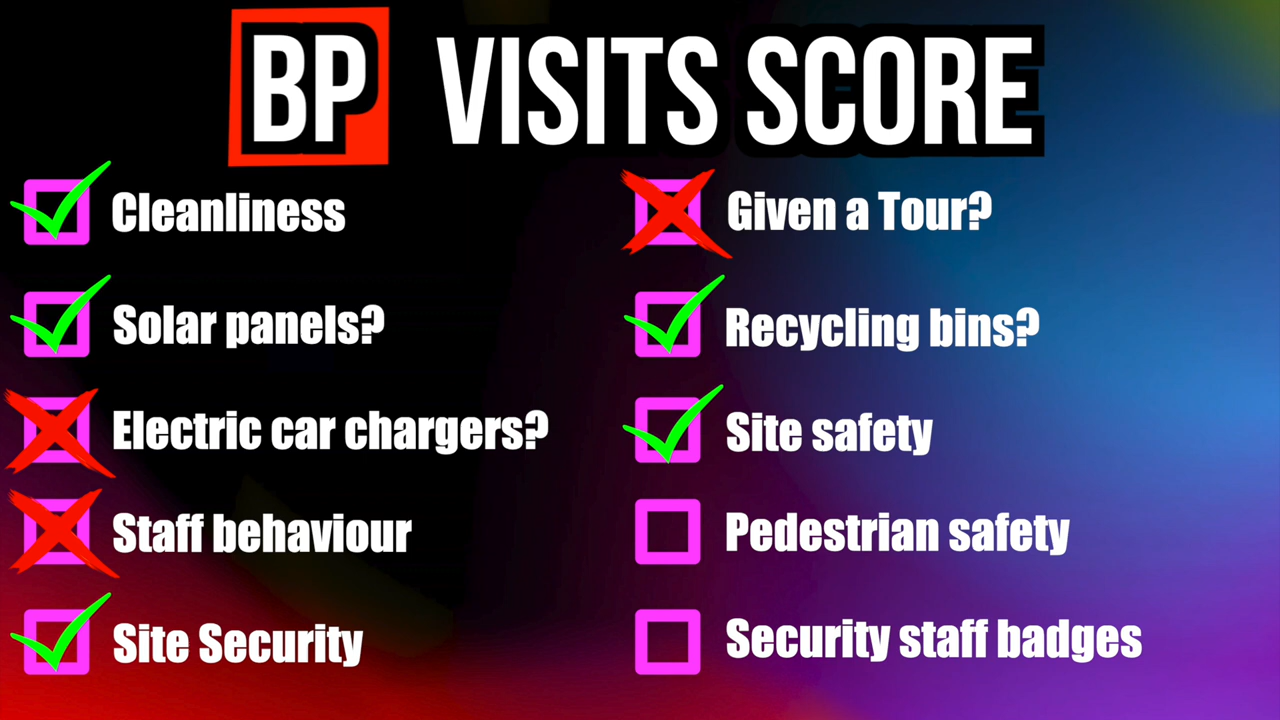 BP VISITS SCORE
Cleanliness
Solar panels?
Electric car chargers?
Staff behaviour
Site Security
Given a Tour?
Recycling bins?
Site safety
Pedestrian safety
Security staff badges